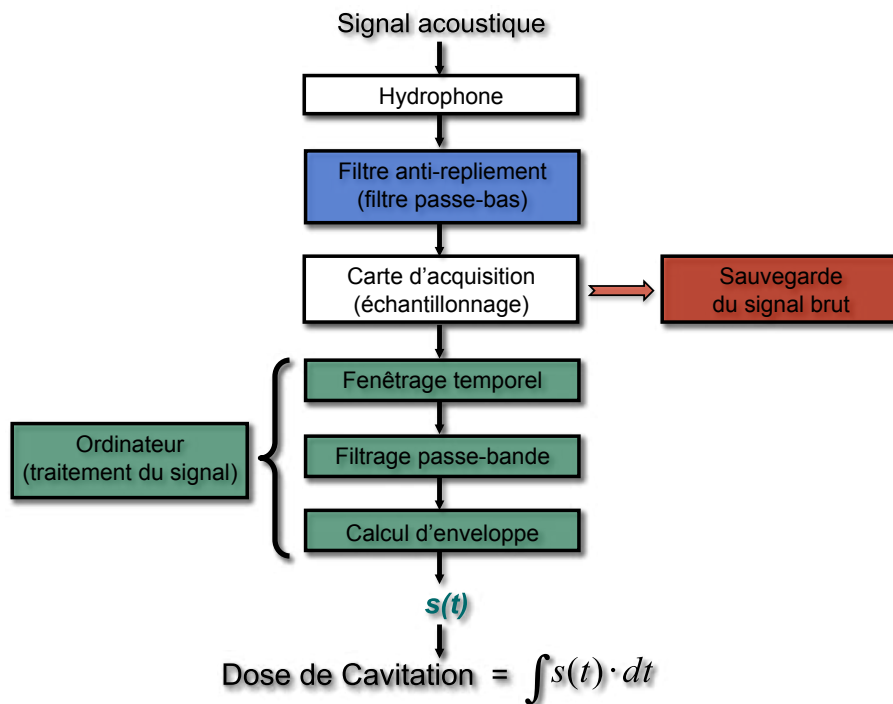 Signal acoustique
Hydrophone
Filtre anti-repliement
(filtre passe-bas)
Carte d'acquisition
(échantillonnage)
Sauvegarde
du signal brut
Fenêtrage temporel
Ordinateur
(traitement du signal)
Filtrage passe-bande
Calcul d'enveloppe
s(t)
Dose de Cavitation = ∫ s(t) · dt